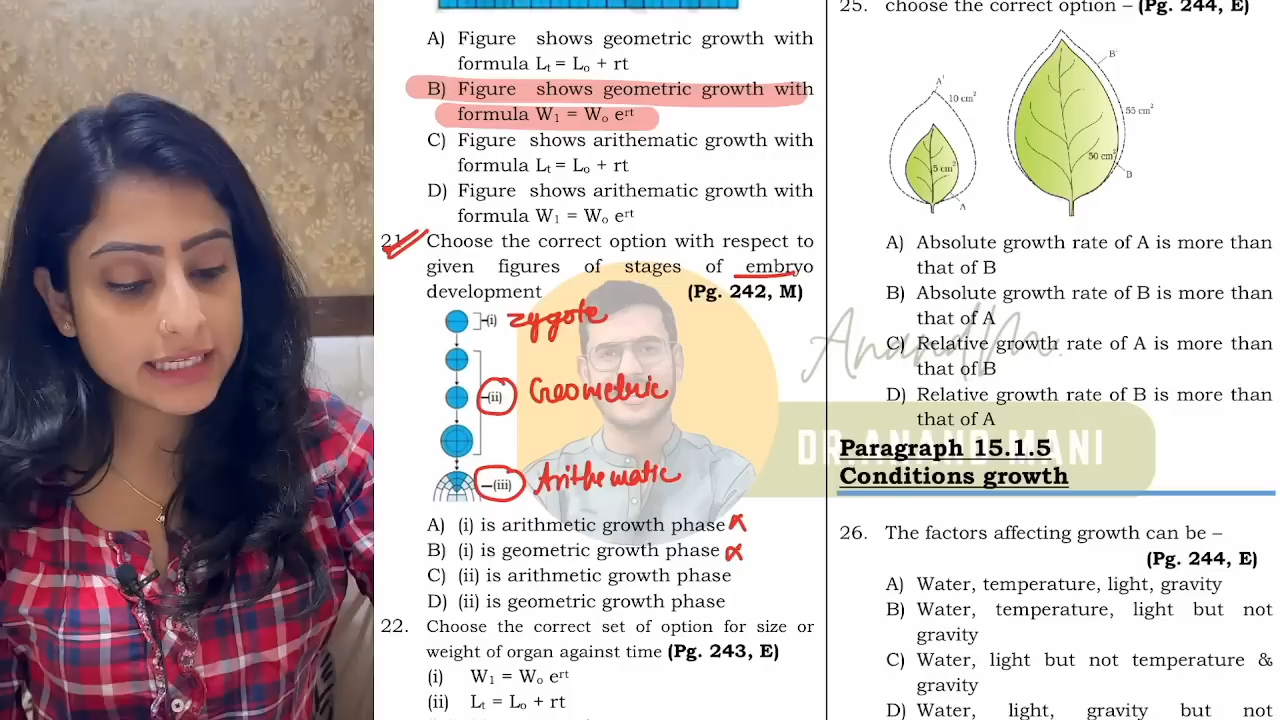 A) Figure shows geometric growth with
formula Lt = Lo + rt
B) Figure shows geometric growth with
formula W1 = Wo e^rt
C) Figure shows arithematic growth with
formula Lt = Lo + rt
D) Figure shows arithematic growth with
formula W1 = Wo e^rt
21. Choose the correct option with respect to
given figures of stages of embryo
development (Pg. 242, M)
(i) zygote
(ii) Geometric
(iii) Arithematic
A) (i) is arithmetic growth phase
B) (i) is geometric growth phase
C) (ii) is arithmetic growth phase
D) (ii) is geometric growth phase
22. Choose the correct set of option for size or
weight of organ against time (Pg. 243, E)
(i) W1 = Wo e^rt
(ii) Lt = Lo + rt
25. choose the correct option – (Pg. 244, E)
A'
10 cm²
5 cm²
A
B'
55 cm²
50 cm²
B
A) Absolute growth rate of A is more than
that of B
B) Absolute growth rate of B is more than
that of A
C) Relative growth rate of A is more than
that of B
D) Relative growth rate of B is more than
that of A
Anand M.
DR ANAND MANI
Paragraph 15.1.5
Conditions growth
26. The factors affecting growth can be –
(Pg. 244, E)
A) Water, temperature, light, gravity
B) Water, temperature, light but not
gravity
C) Water, light but not temperature &
gravity
D) Water, light, gravity but not